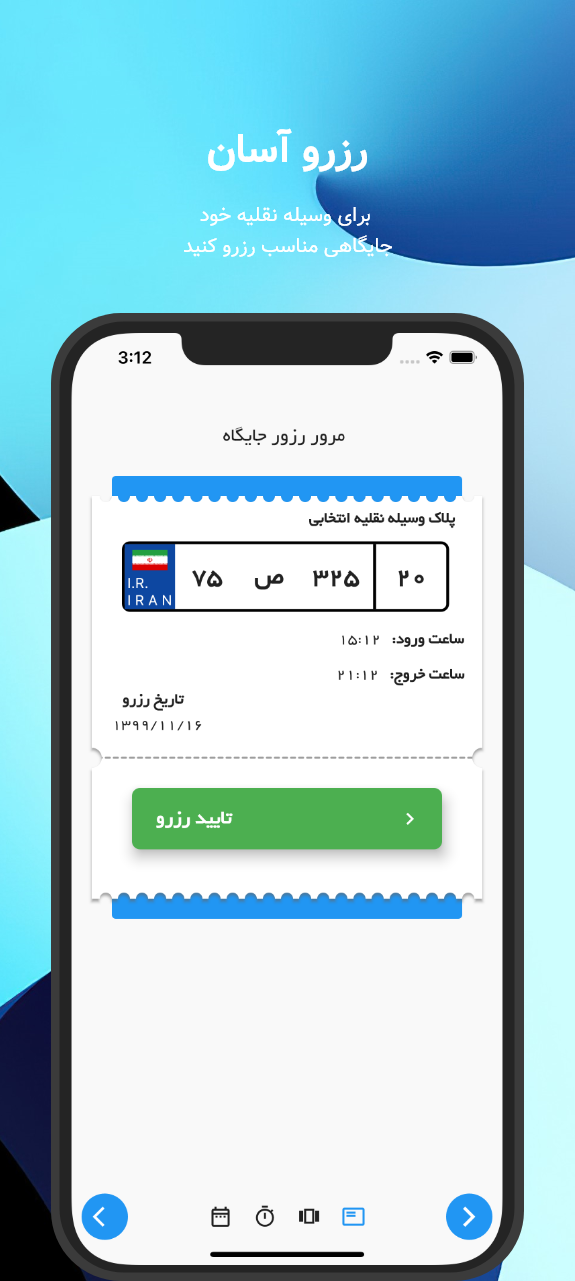 رزرو آسان
برای وسیله نقلیه خود
جایگاهی مناسب رزرو کنید
3:12
مرور رزور جایگاه
پلاک وسیله نقلیه انتخابی
I.R.
IRAN
۷۵ ص ۳۲۵ ۲۰
ساعت ورود: ۱۵:۱۲
ساعت خروج: ۲۱:۱۲
تاریخ رزرو
۱۳۹۹/۱۱/۱۶
تایید رزرو